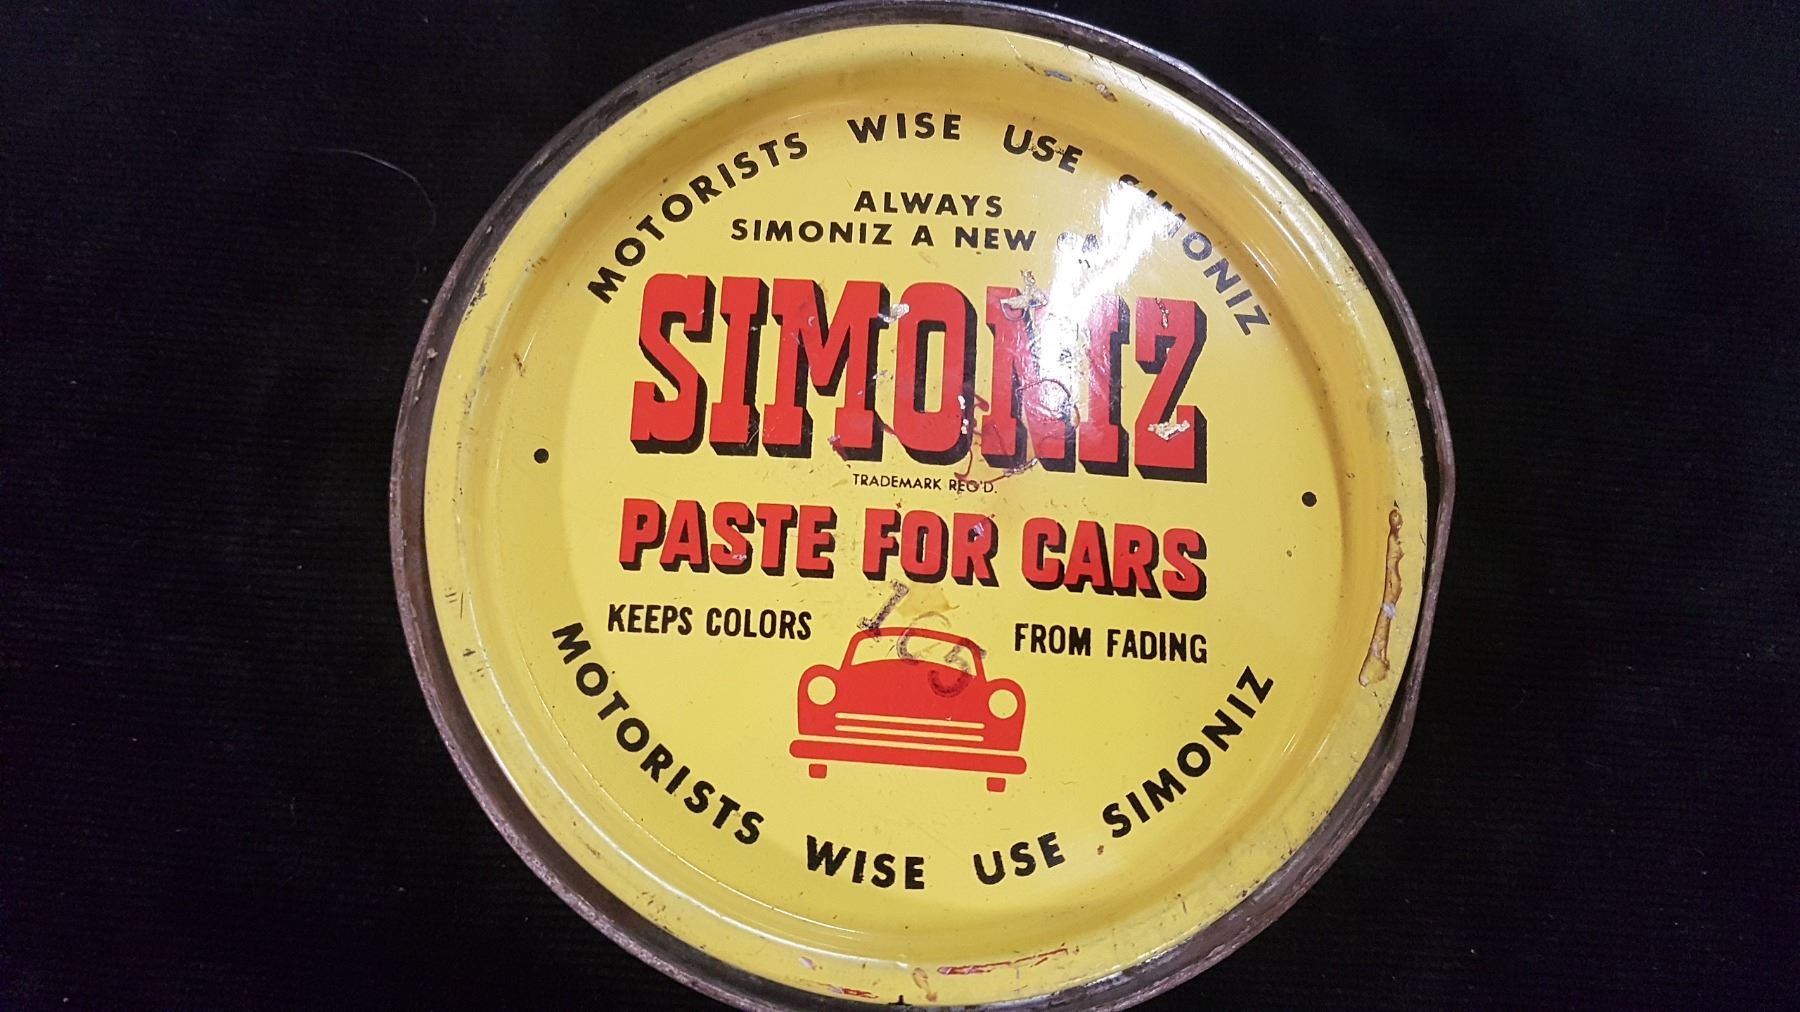 MOTORISTS WISE USE SIMONIZ
ALWAYS
SIMONIZ A NEW
SIMONIZ
TRADEMARK REG'D.
PASTE FOR CARS
KEEPS COLORS FROM FADING
MOTORISTS WISE USE SIMONIZ